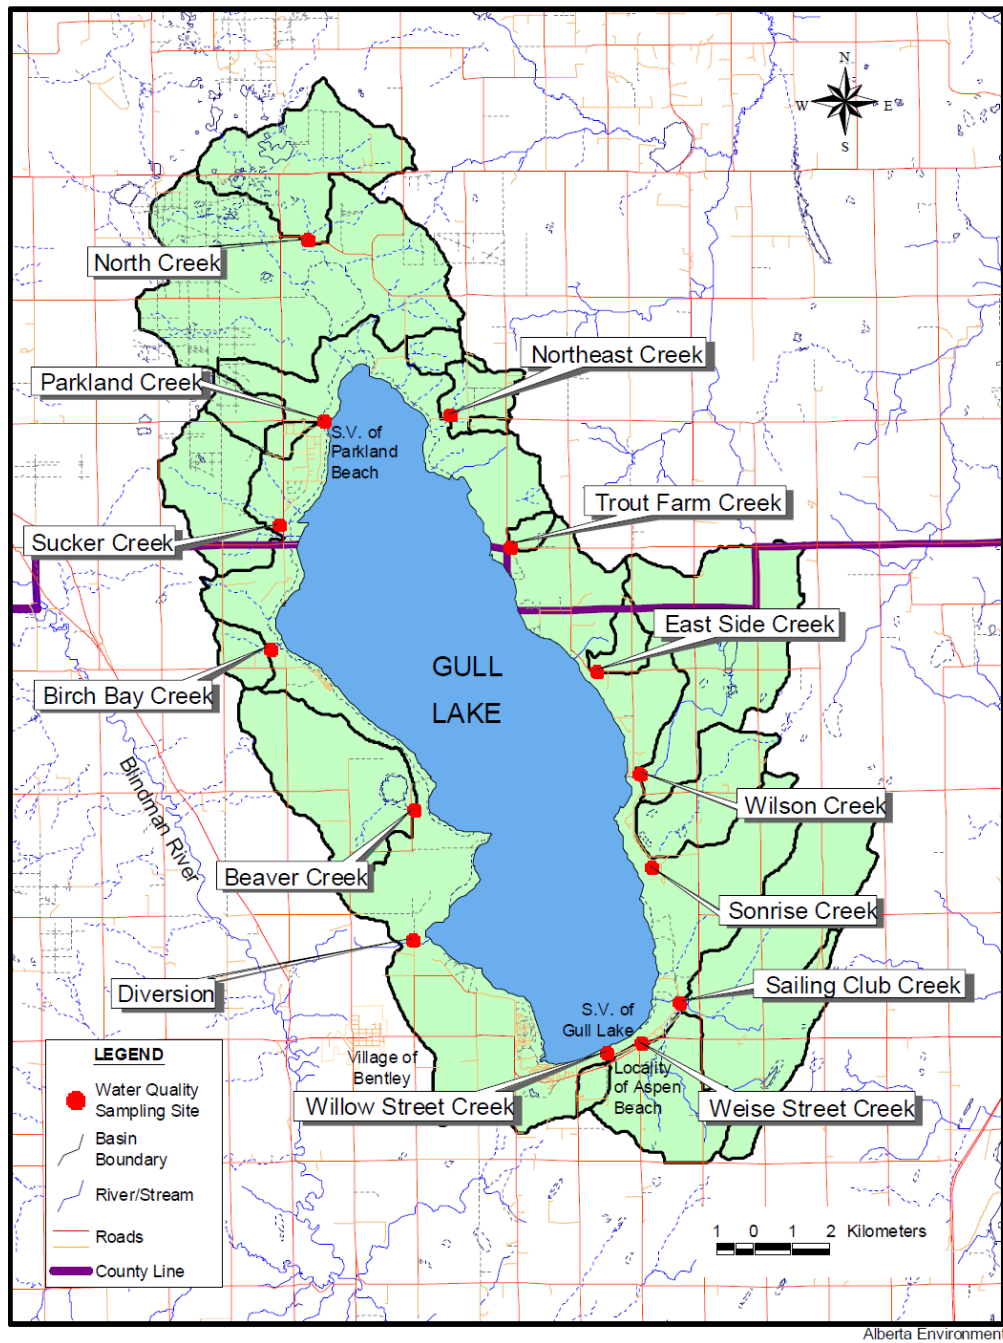 N
W E
S
North Creek
Northeast Creek
Parkland Creek
S.V. of
Parkland
Beach
Trout Farm Creek
Sucker Creek
East Side Creek
GULL
LAKE
Birch Bay Creek
Blindman River
Wilson Creek
Beaver Creek
Sonrise Creek
Diversion
Sailing Club Creek
S.V. of
Gull Lake
Village of
Bentley
Locality
of Aspen
Beach
Willow Street Creek
Weise Street Creek
LEGEND
Water Quality
Sampling Site
Basin
Boundary
River/Stream
Roads
County Line
1 0 1 2 Kilometers
Alberta Environment